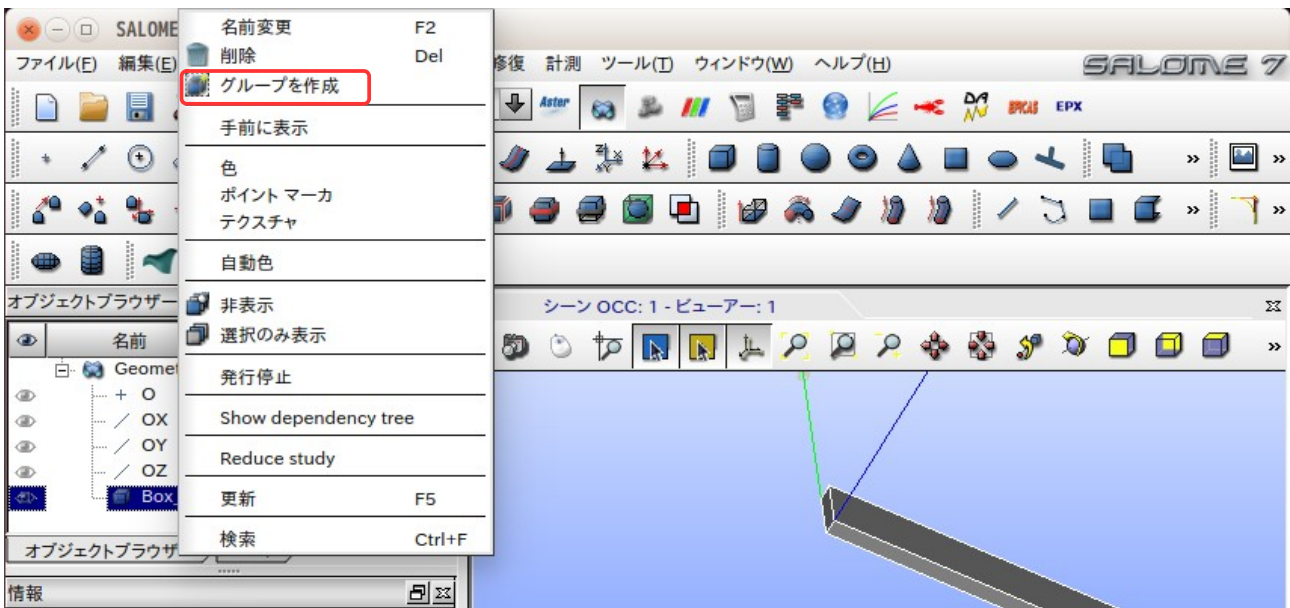 SALOME
ファイル(F) 編集(E)
修復 計測 ツール(T) ウィンドウ(W) ヘルプ(H)
SALOME 7
Aster
EPX
名前変更 F2
削除 Del
グループを作成
手前に表示
色
ポイント マーカ
テクスチャ
自動色
非表示
選択のみ表示
発行停止
Show dependency tree
Reduce study
更新 F5
検索 Ctrl+F
オブジェクトブラウザー
シーン OCC: 1 - ビューアー: 1
名前
Geomet
O
OX
OY
OZ
Box_
オブジェクトブラウザ
情報